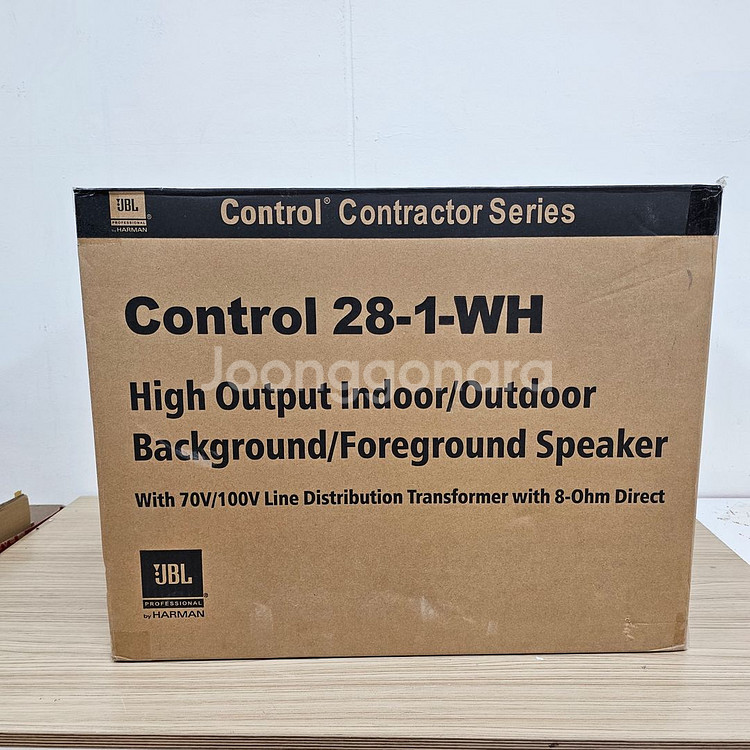 JBL
PROFESSIONAL
by HARMAN
Control® Contractor Series
Control 28-1-WH
Joonggonara
High Output Indoor/Outdoor
Background/Foreground Speaker
With 70V/100V Line Distribution Transformer with 8-Ohm Direct
JBL
PROFESSIONAL®
by HARMAN